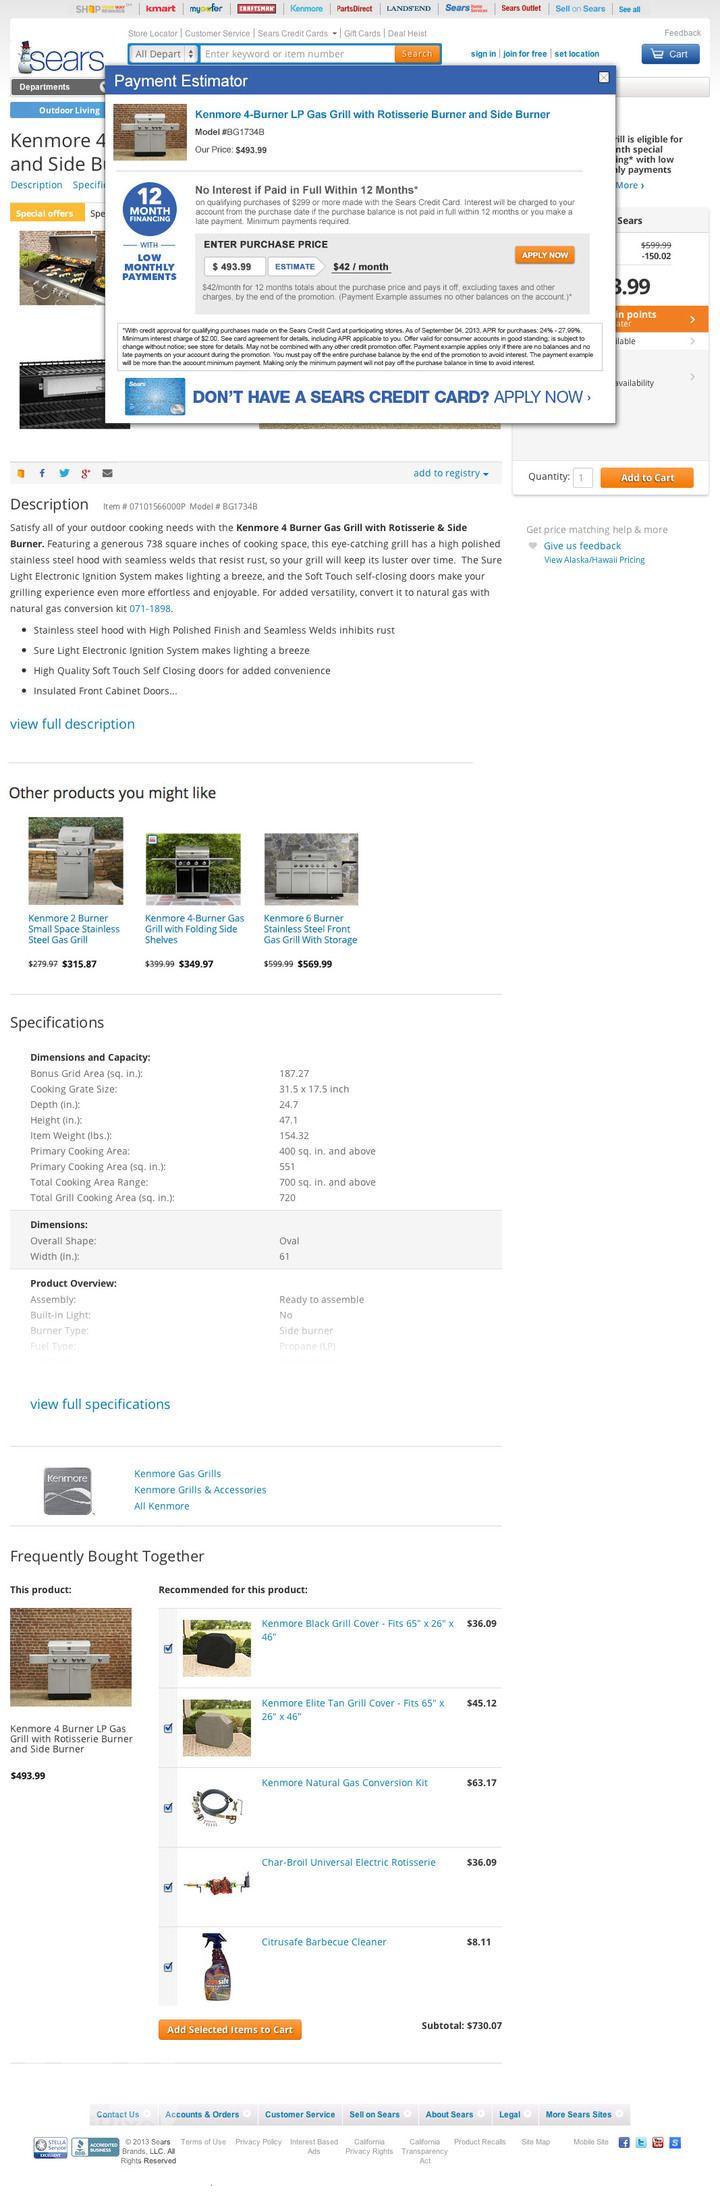 kmart mygofer CRAFTSMAN Kenmore PartsDirect LANDS'END Sears Sears Outlet Sell on Sears See all
Store Locator | Customer Service | Sears Credit Cards | Gift Cards | Deal Heist
Feedback
sears
All Depart
Enter keyword or item number
Search
sign in | join for free | set location
Cart
Departments
Outdoor Living
Kenmore 4
and Side B
Description Specifi
Special offers Spe
Payment Estimator
Kenmore 4-Burner LP Gas Grill with Rotisserie Burner and Side Burner
Model #BG1734B
Our Price: $493.99
12
MONTH
FINANCING
WITH
LOW
MONTHLY
PAYMENTS
No Interest if Paid in Full Within 12 Months*
on qualifying purchases of $299 or more made with the Sears Credit Card. Interest will be charged to your
account from the purchase date if the purchase balance is not paid in full within 12 months or you make a
late payment. Minimum payments required.
ENTER PURCHASE PRICE
$ 493.99 ESTIMATE $42 / month
APPLY NOW
$42/month for 12 months totals about the purchase price and pays it off, excluding taxes and other
charges, by the end of the promotion. (Payment Example assumes no other balances on the account.)*
*With credit approval for qualifying purchases made on the Sears Credit Card at participating stores. As of September 04, 2013, APR for purchases: 24% - 27.99%.
Minimum interest charge of $2.00. See card agreement for details, including APR applicable to you. Offer valid for consumer accounts in good standing; is subject to
change without notice; see store for details. May not be combined with any other credit promotion offer. Payment example applies only if there are no balances and no
late payments on your account during the promotion. You must pay off the entire purchase balance by the end of the promotion to avoid interest. The payment example
will be more than the account minimum payment. Making only the minimum payment will not pay off the purchase balance in time to avoid interest.
Sears
DON'T HAVE A SEARS CREDIT CARD? APPLY NOW ›
ill is eligible for
nth special
ing* with low
nly payments
More ›
Sears
$599.99
-150.02
3.99
in points
ater
ilable
availability
Quantity: 1 Add to Cart
add to registry
Get price matching help & more
Give us feedback
View Alaska/Hawaii Pricing
Description Item # 07101566000P Model # BG1734B
Satisfy all of your outdoor cooking needs with the Kenmore 4 Burner Gas Grill with Rotisserie & Side
Burner. Featuring a generous 738 square inches of cooking space, this eye-catching grill has a high polished
stainless steel hood with seamless welds that resist rust, so your grill will keep its luster over time. The Sure
Light Electronic Ignition System makes lighting a breeze, and the Soft Touch self-closing doors make your
grilling experience even more effortless and enjoyable. For added versatility, convert it to natural gas with
natural gas conversion kit 071-1898.
• Stainless steel hood with High Polished Finish and Seamless Welds inhibits rust
• Sure Light Electronic Ignition System makes lighting a breeze
• High Quality Soft Touch Self Closing doors for added convenience
• Insulated Front Cabinet Doors...
view full description
Other products you might like
Kenmore 2 Burner
Small Space Stainless
Steel Gas Grill
$279.97 $315.87
Kenmore 4-Burner Gas
Grill with Folding Side
Shelves
$399.99 $349.97
Kenmore 6 Burner
Stainless Steel Front
Gas Grill With Storage
$599.99 $569.99
Specifications
Dimensions and Capacity:
Bonus Grid Area (sq. in.): 187.27
Cooking Grate Size: 31.5 x 17.5 inch
Depth (in.): 24.7
Height (in.): 47.1
Item Weight (lbs.): 154.32
Primary Cooking Area: 400 sq. in. and above
Primary Cooking Area (sq. in.): 551
Total Cooking Area Range: 700 sq. in. and above
Total Grill Cooking Area (sq. in.): 720
Dimensions:
Overall Shape: Oval
Width (in.): 61
Product Overview:
Assembly: Ready to assemble
Built-in Light: No
Burner Type: Side burner
Fuel Type: Propane (LP)
view full specifications
Kenmore
Kenmore Gas Grills
Kenmore Grills & Accessories
All Kenmore
Frequently Bought Together
This product:
Kenmore 4 Burner LP Gas
Grill with Rotisserie Burner
and Side Burner
$493.99
Recommended for this product:
Kenmore Black Grill Cover - Fits 65" x 26" x
46"
$36.09
Kenmore Elite Tan Grill Cover - Fits 65" x
26" x 46"
$45.12
Kenmore Natural Gas Conversion Kit $63.17
Char-Broil Universal Electric Rotisserie $36.09
Citrusafe Barbecue Cleaner $8.11
Add Selected Items to Cart
Subtotal: $730.07
Contact Us Accounts & Orders Customer Service Sell on Sears About Sears Legal More Sears Sites
STELLA
Service
EXCELLENT
BBB
ACCREDITED
BUSINESS
© 2013 Sears
Brands, LLC. All
Rights Reserved
Terms of Use
Privacy Policy
Interest Based
Ads
California
Privacy Rights
California
Transparency
Act
Product Recalls
Site Map
Mobile Site